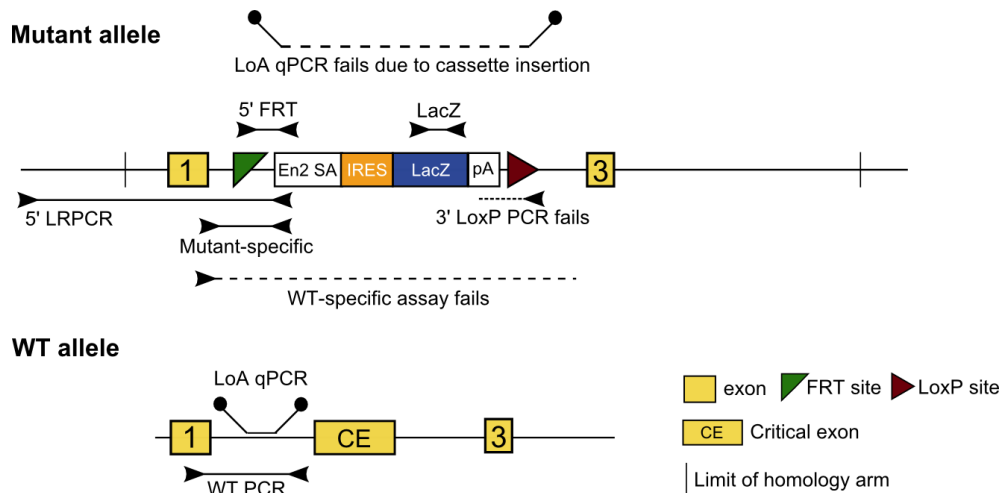 Mutant allele
LoA qPCR fails due to cassette insertion
5' FRT
LacZ
1
En2 SA
IRES
LacZ
pA
3
5' LRPCR
3' LoxP PCR fails
Mutant-specific
WT-specific assay fails
WT allele
LoA qPCR
1
CE
3
WT PCR
exon
FRT site
LoxP site
CE
Critical exon
Limit of homology arm